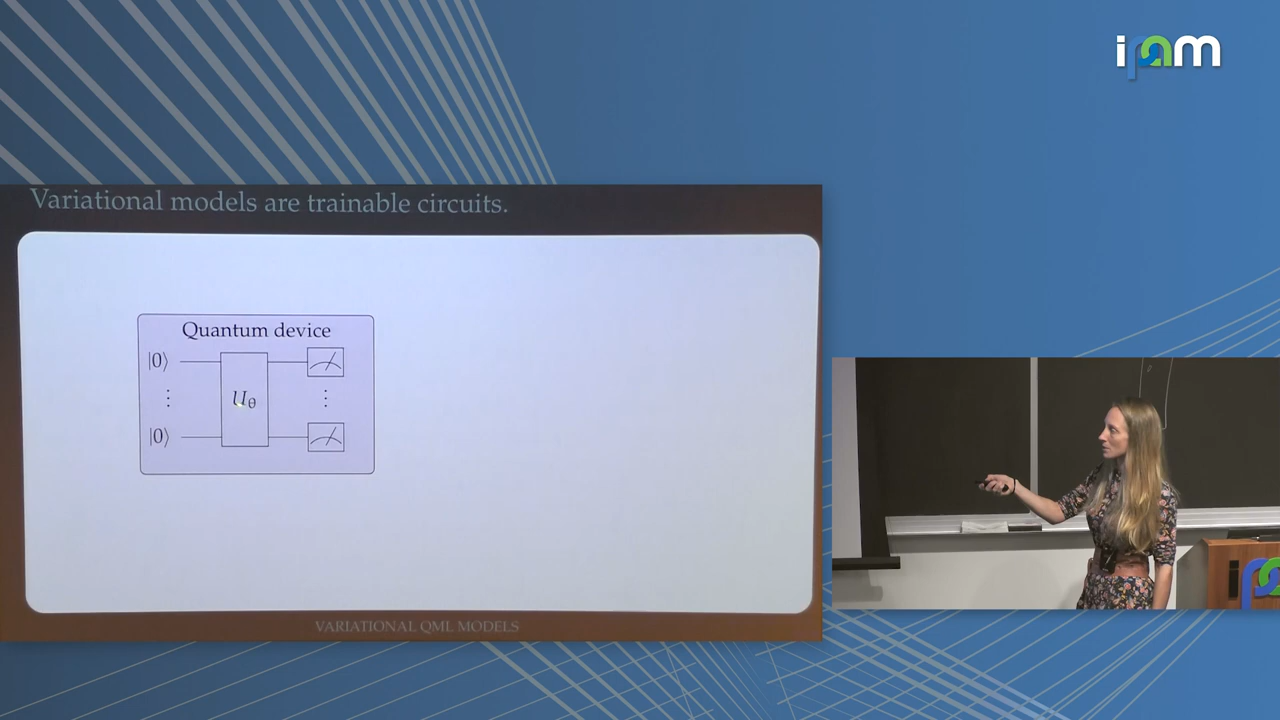 ipam
Variational models are trainable circuits.
Quantum device
|0⟩
U_θ
⋮ ⋮
|0⟩
VARIATIONAL QML MODELS